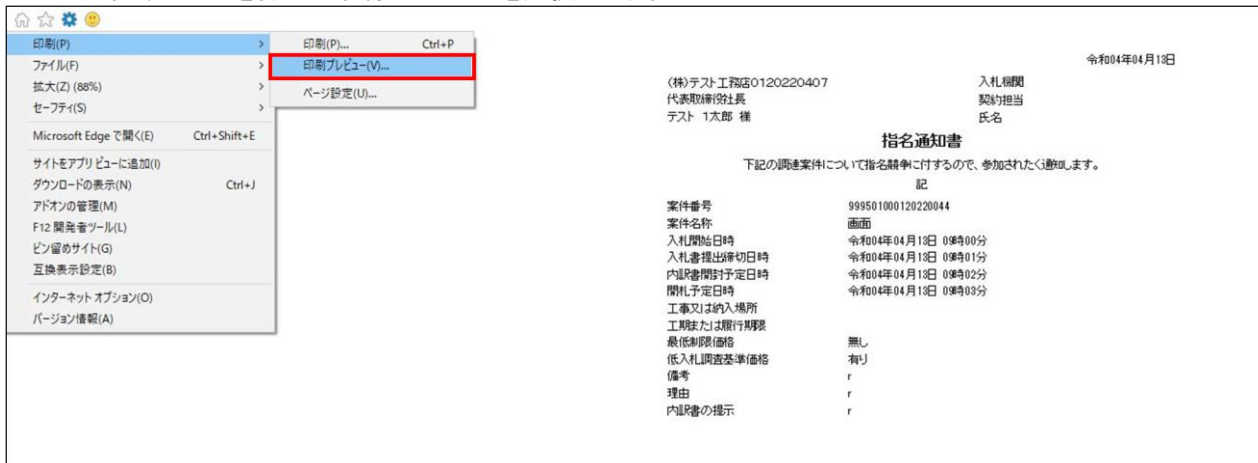 印刷(P) >
ファイル(F) >
拡大(Z) (88%) >
セーフティ(S) >
Microsoft Edge で開く(E) Ctrl+Shift+E
サイトをアプリ ビューに追加(I)
ダウンロードの表示(N) Ctrl+J
アドオンの管理(M)
F12 開発者ツール(L)
ピン留めサイト(G)
互換表示設定(B)
インターネット オプション(O)
バージョン情報(A)
印刷(P)... Ctrl+P
印刷プレビュー(V)...
ページ設定(U)...
令和04年04月13日
(株)テスト工務店0120220407 入札機関
代表取締役社長 契約担当
テスト 1太郎 様 氏名
指名通知書
下記の調達案件について指名競争に付するので、参加されたく通知します。
記
案件番号 999501000120220044
案件名称 画面
入札開始日時 令和04年04月13日 09時00分
入札書提出締切日時 令和04年04月13日 09時01分
内訳書開封予定日時 令和04年04月13日 09時02分
開札予定日時 令和04年04月13日 09時03分
工事又は納入場所
工期または履行期限
最低制限価格 無し
低入札調査基準価格 有り
備考 r
理由 r
内訳書の提示 r